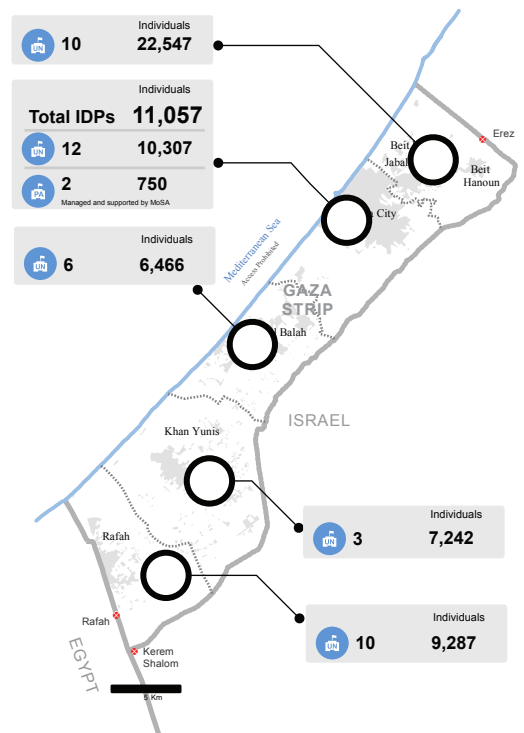 Individuals
UN 10 22,547
Individuals
Total IDPs 11,057
UN 12 10,307
PA 2 750
Managed and supported by MoSA
Individuals
UN 6 6,466
Mediterranean Sea
Access Prohibited
Erez
Beit
Beit
Hanoun
City
GAZA
STRIP
Balah
ISRAEL
Khan Yunis
Individuals
UN 3 7,242
Rafah
Individuals
UN 10 9,287
Rafah
Kerem
Shalom
EGYPT
5 Km